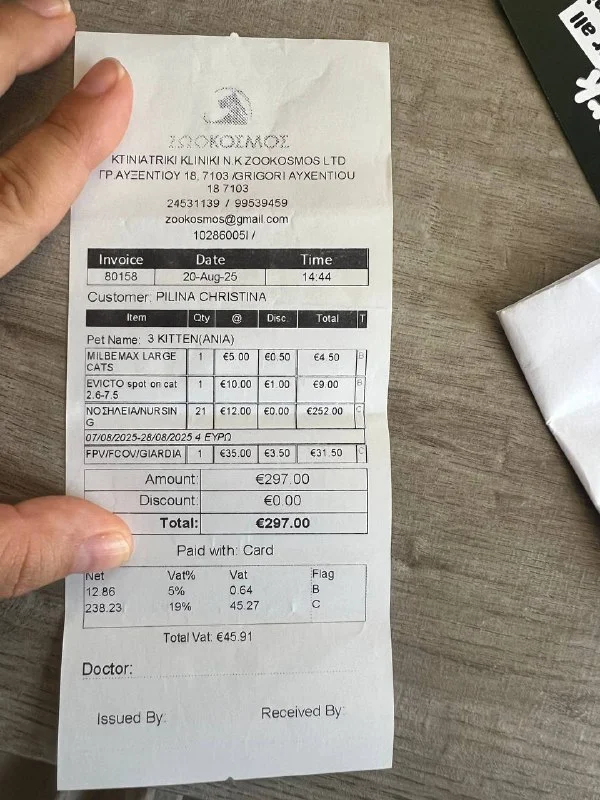 ΖΩΟΚΟΣΜΟΣ
KTINIATRIKI KLINIKI N.K ZOOKOSMOS LTD
ΓΡ.ΑΥΞΕΝΤΙΟΥ 18, 7103 /GRIGORI AYXENTIOU
18 7103
24531139 / 99539459
zookosmos@gmail.com
10286005I /
Invoice Date Time
80158 20-Aug-25 14:44
Customer: PILINA CHRISTINA
Item Qty @ Disc. Total T
Pet Name: 3 KITTEN(ANIA)
MILBEMAX LARGE CATS 1 €5.00 €0.50 €4.50 B
EVICTO spot on cat 2.6-7.5 1 €10.00 €1.00 €9.00 B
ΝΟΣΗΛΕΙΑ/NURSING 21 €12.00 €0.00 €252.00 C
07/08/2025-28/08/2025 4 ΕΥΡΩ
FPV/FCOV/GIARDIA 1 €35.00 €3.50 €31.50 C
Amount: €297.00
Discount: €0.00
Total: €297.00
Paid with: Card
Net Vat% Vat Flag
12.86 5% 0.64 B
238.23 19% 45.27 C
Total Vat: €45.91
Doctor:
Issued By: Received By:
all